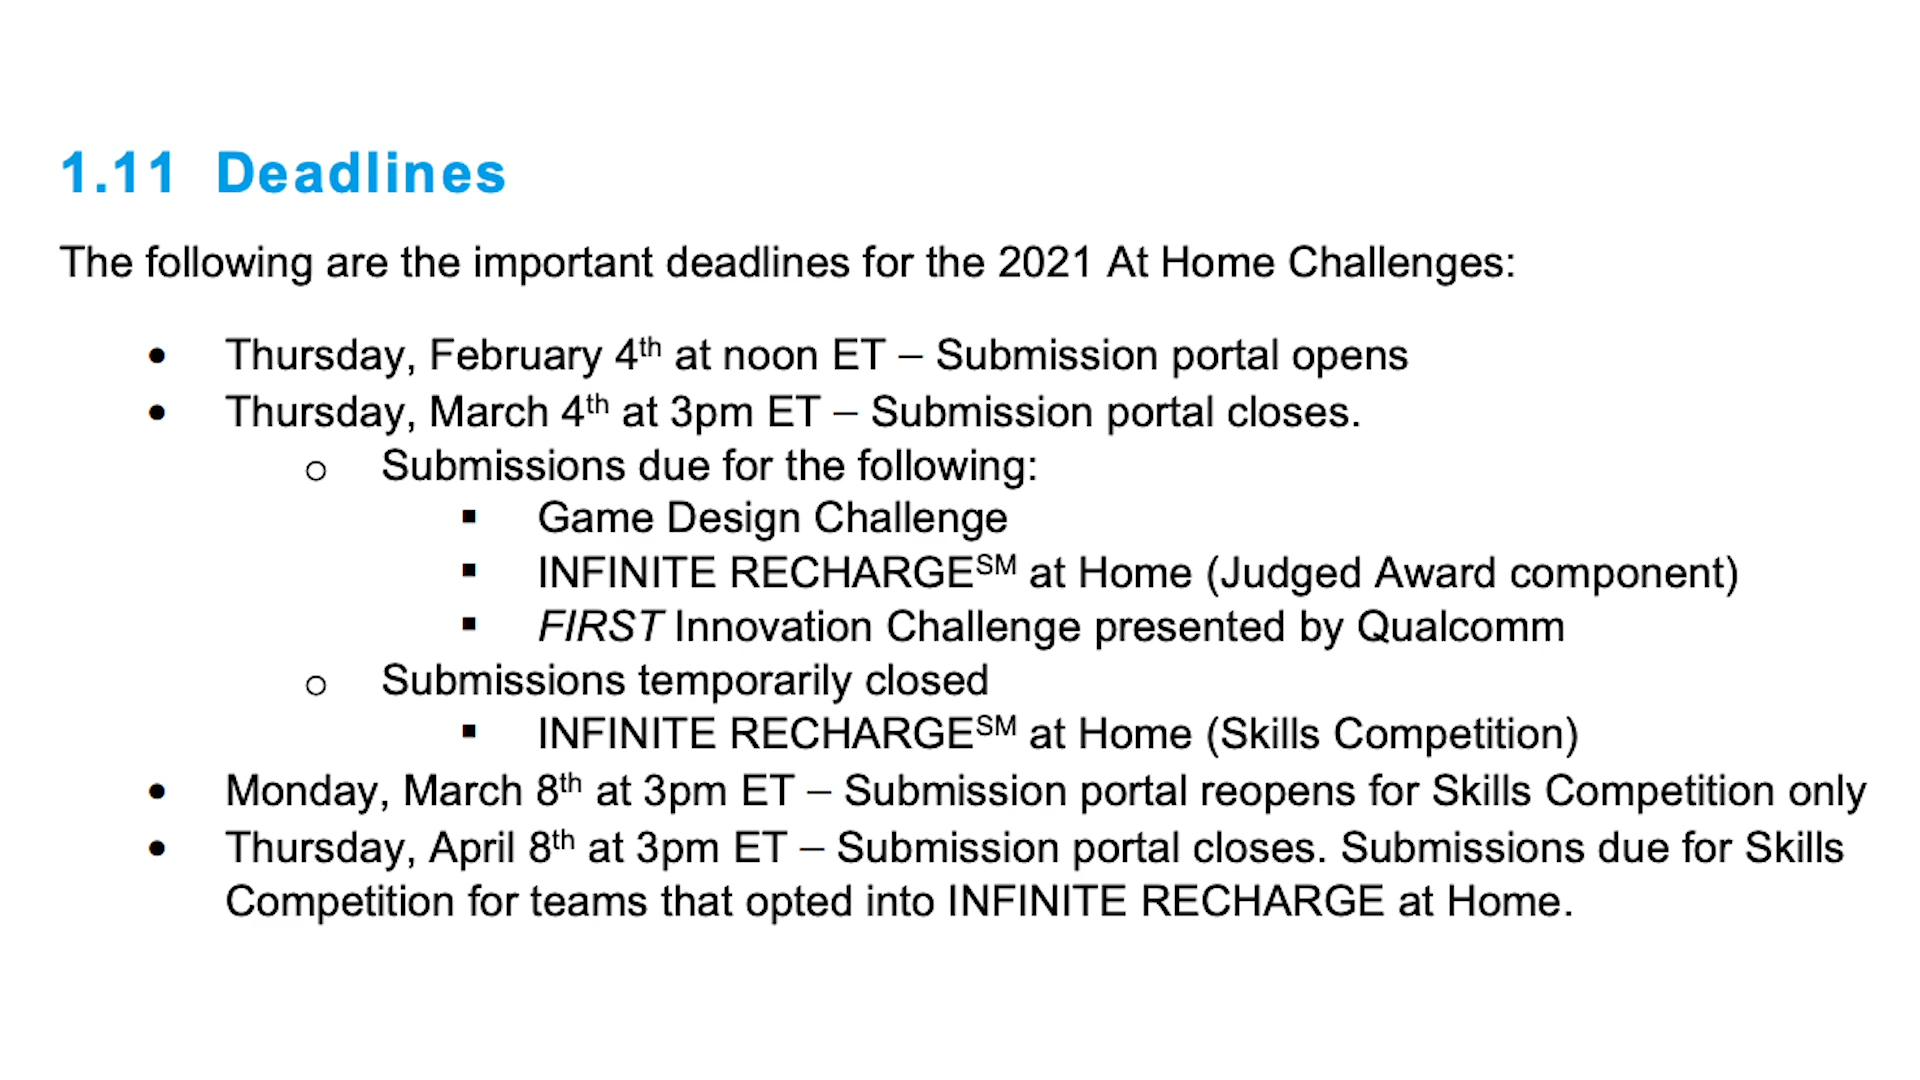 1.11 Deadlines
The following are the important deadlines for the 2021 At Home Challenges:
• Thursday, February 4th at noon ET – Submission portal opens
• Thursday, March 4th at 3pm ET – Submission portal closes.
o Submissions due for the following:
▪ Game Design Challenge
▪ INFINITE RECHARGESM at Home (Judged Award component)
▪ FIRST Innovation Challenge presented by Qualcomm
o Submissions temporarily closed
▪ INFINITE RECHARGESM at Home (Skills Competition)
• Monday, March 8th at 3pm ET – Submission portal reopens for Skills Competition only
• Thursday, April 8th at 3pm ET – Submission portal closes. Submissions due for Skills
Competition for teams that opted into INFINITE RECHARGE at Home.